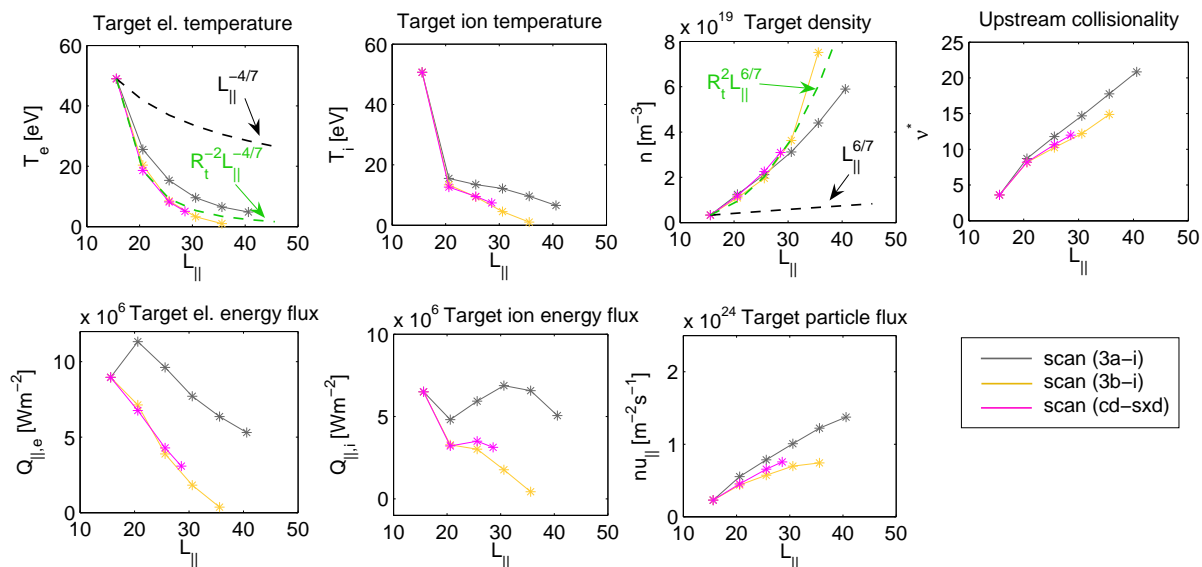 Target el. temperature
60
40
20
0
10 20 30 40 50
T_e [eV]
L_||
L_||^{-4/7}
R_t^{-2}L_||^{-4/7}
Target ion temperature
60
40
20
0
10 20 30 40 50
T_i [eV]
L_||
x 10^{19} Target density
8
6
4
2
0
10 20 30 40 50
n [m^{-3}]
L_||
R_t^2L_||^{6/7}
L_||^{6/7}
Upstream collisionality
25
20
15
10
5
0
10 20 30 40 50
ν^*
L_||
x 10^6 Target el. energy flux
10
5
0
10 20 30 40 50
Q_{||,e} [Wm^{-2}]
L_||
x 10^6 Target ion energy flux
10
5
0
10 20 30 40 50
Q_{||,i} [Wm^{-2}]
L_||
x 10^{24} Target particle flux
2
1
0
10 20 30 40 50
nu_|| [m^{-2}s^{-1}]
L_||
scan (3a-i)
scan (3b-i)
scan (cd-sxd)